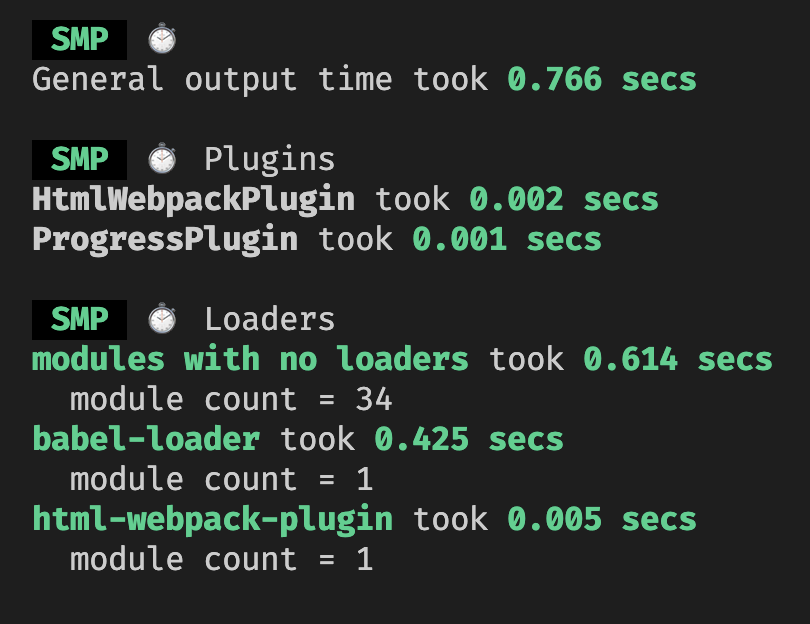 SMP ⏱
General output time took 0.766 secs
SMP ⏱ Plugins
HtmlWebpackPlugin took 0.002 secs
ProgressPlugin took 0.001 secs
SMP ⏱ Loaders
modules with no loaders took 0.614 secs
module count = 34
babel-loader took 0.425 secs
module count = 1
html-webpack-plugin took 0.005 secs
module count = 1